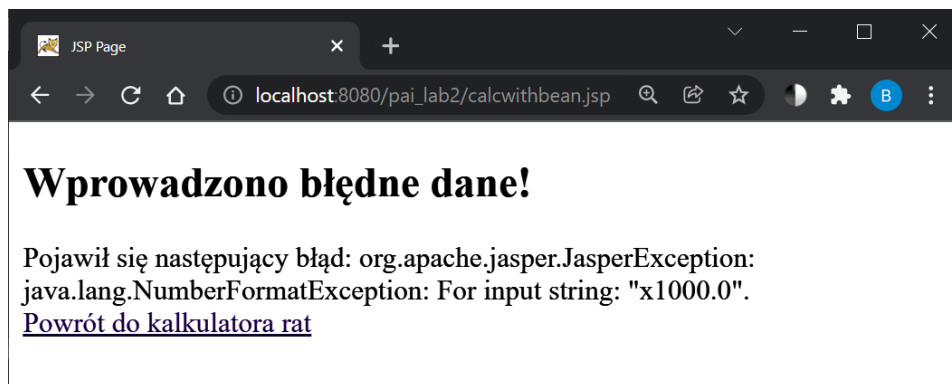 JSP Page
localhost:8080/pai_lab2/calcwithbean.jsp
B
Wprowadzono błędne dane!
Pojawił się następujący błąd: org.apache.jasper.JasperException:
java.lang.NumberFormatException: For input string: "x1000.0".
Powrót do kalkulatora rat